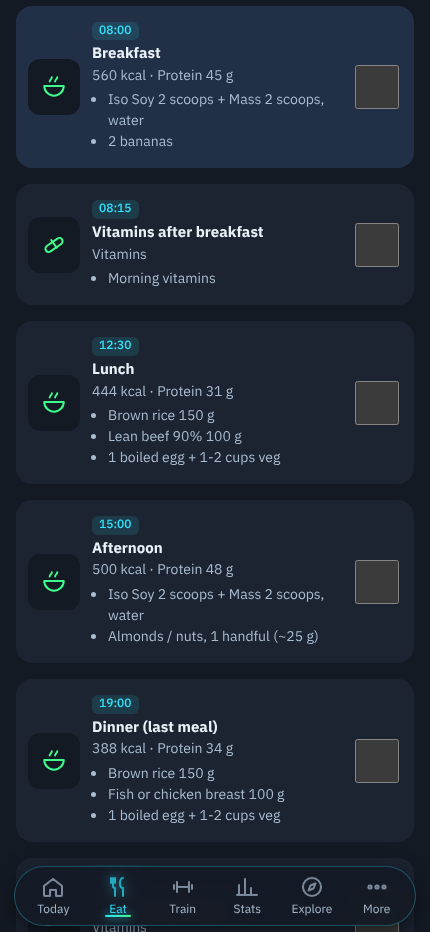 08:00
Breakfast
560 kcal · Protein 45 g
Iso Soy 2 scoops + Mass 2 scoops,
water
2 bananas
08:15
Vitamins after breakfast
Vitamins
Morning vitamins
12:30
Lunch
444 kcal · Protein 31 g
Brown rice 150 g
Lean beef 90% 100 g
1 boiled egg + 1-2 cups veg
15:00
Afternoon
500 kcal · Protein 48 g
Iso Soy 2 scoops + Mass 2 scoops,
water
Almonds / nuts, 1 handful (~25 g)
19:00
Dinner (last meal)
388 kcal · Protein 34 g
Brown rice 150 g
Fish or chicken breast 100 g
1 boiled egg + 1-2 cups veg
Today Eat Train Stats Explore More
Vitamins